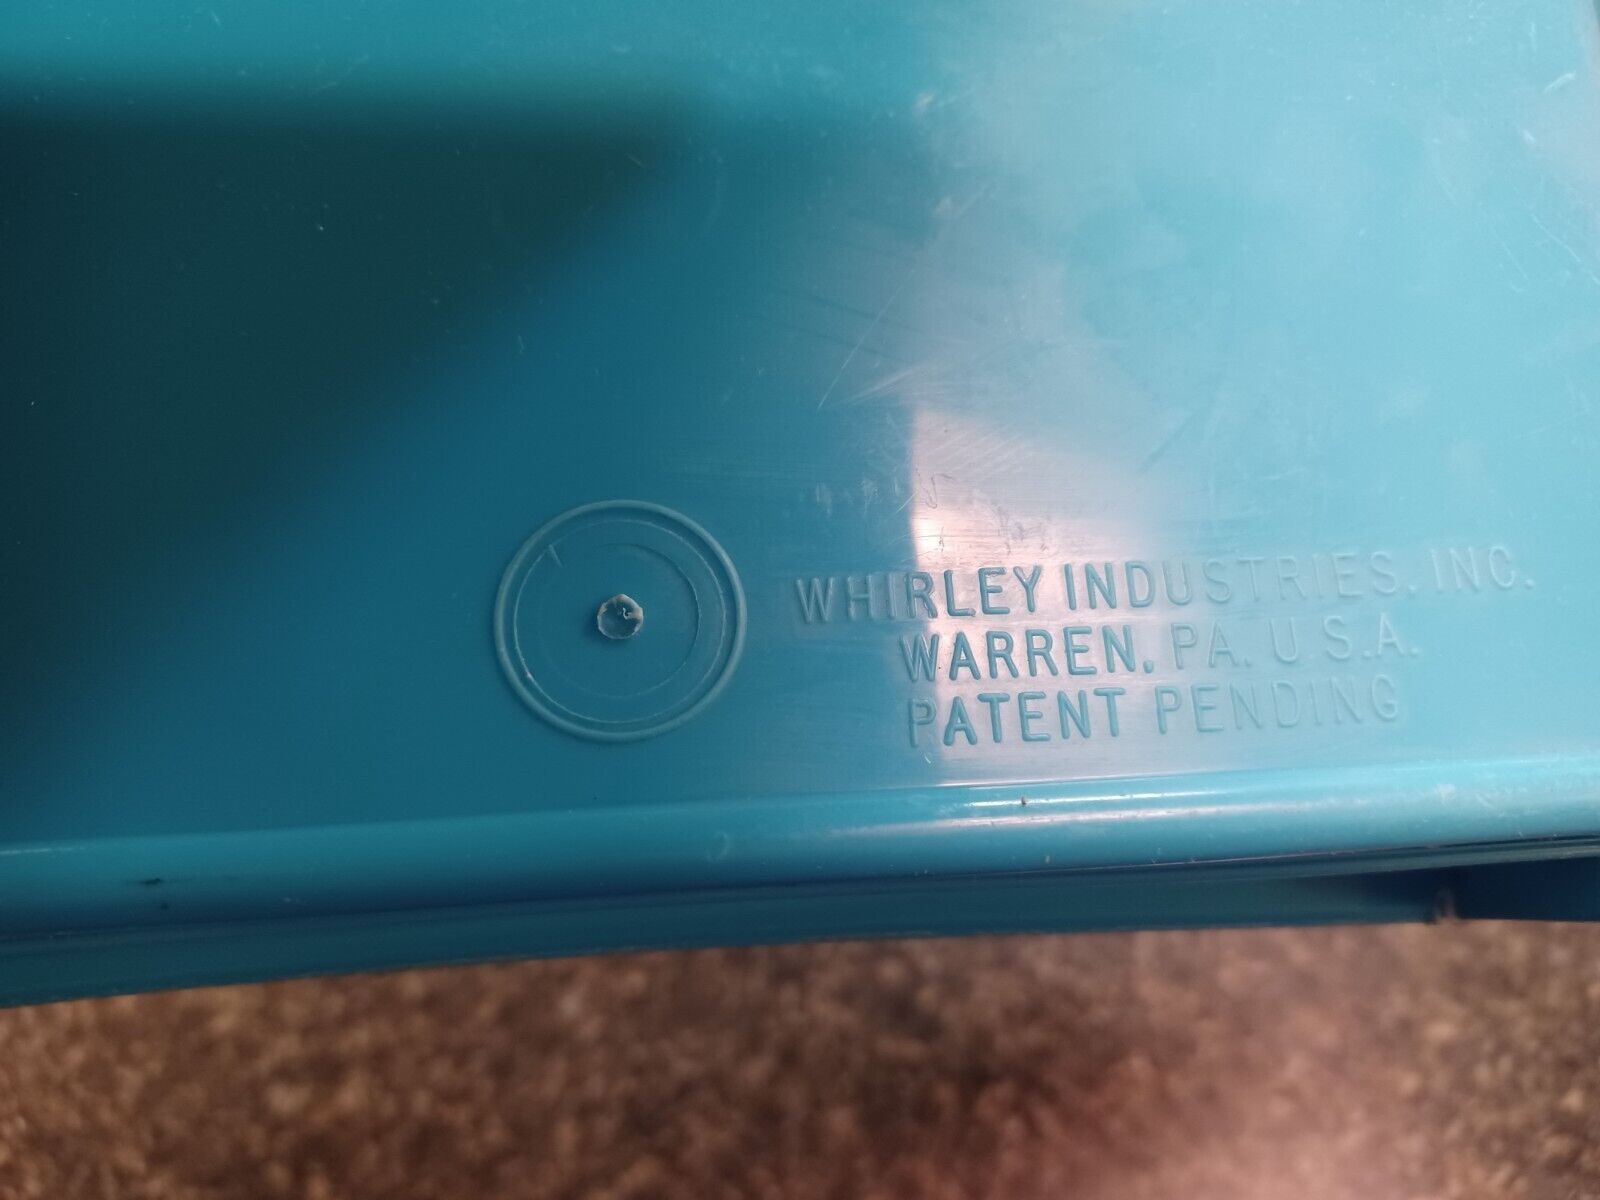 WHIRLEY INDUSTRIES, INC.
WARREN, PA. U.S.A.
PATENT PENDING